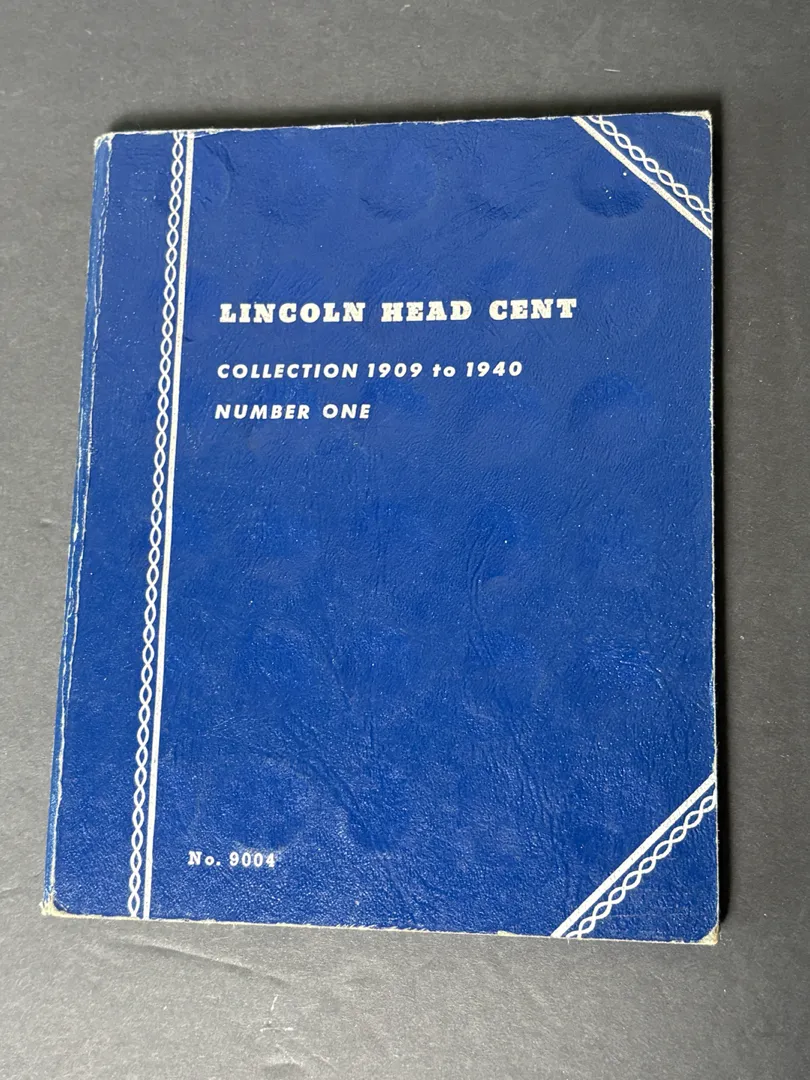 LINCOLN HEAD CENT
COLLECTION 1909 to 1940
NUMBER ONE
No. 9004